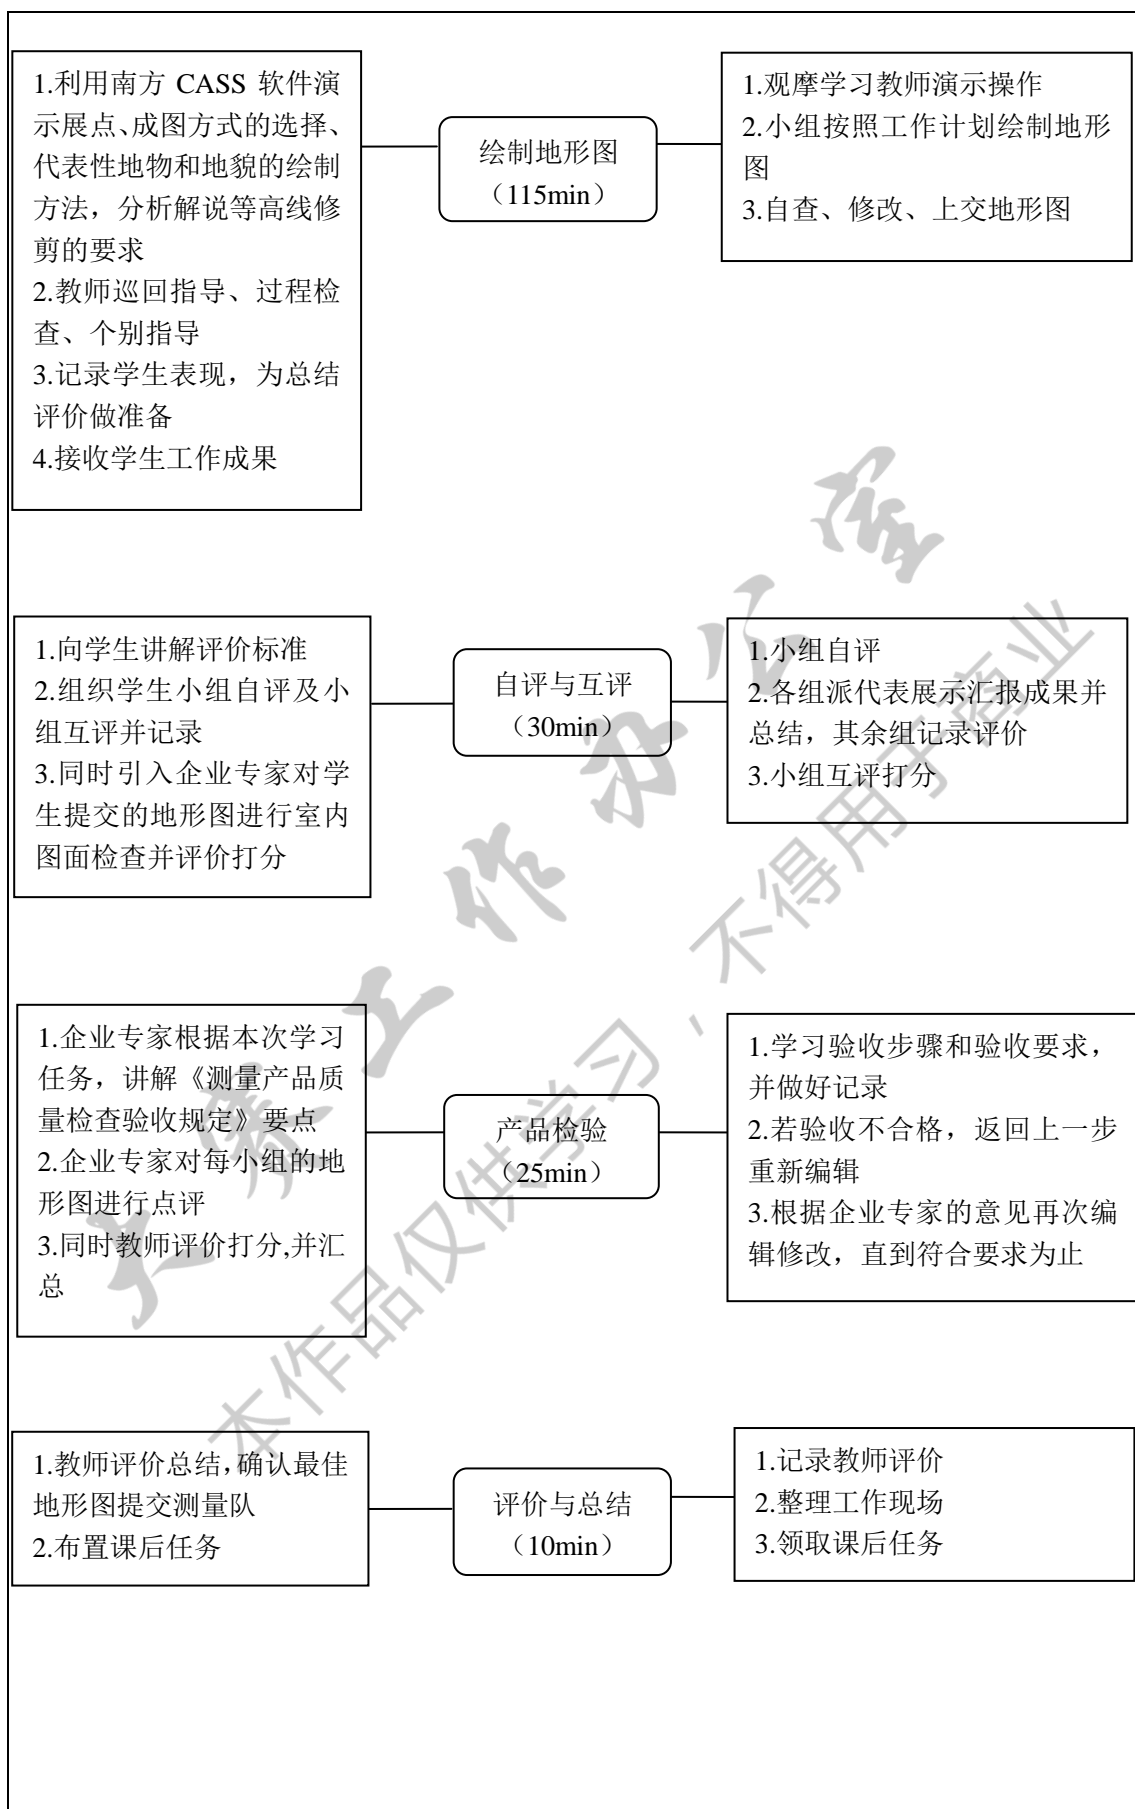 1.利用南方 CASS 软件演
示展点、成图方式的选择、
代表性地物和地貌的绘制
方法，分析解说等高线修
剪的要求
2.教师巡回指导、过程检
查、个别指导
3.记录学生表现，为总结
评价做准备
4.接收学生工作成果
绘制地形图
（115min）
1.观摩学习教师演示操作
2.小组按照工作计划绘制地形
图
3.自查、修改、上交地形图
1.向学生讲解评价标准
2.组织学生小组自评及小
组互评并记录
3.同时引入企业专家对学
生提交的地形图进行室内
图面检查并评价打分
自评与互评
（30min）
1.小组自评
2.各组派代表展示汇报成果并
总结，其余组记录评价
3.小组互评打分
1.企业专家根据本次学习
任务，讲解《测量产品质
量检查验收规定》要点
2.企业专家对每小组的地
形图进行点评
3.同时教师评价打分,并汇
总
产品检验
（25min）
1.学习验收步骤和验收要求，
并做好记录
2.若验收不合格，返回上一步
重新编辑
3.根据企业专家的意见再次编
辑修改，直到符合要求为止
1.教师评价总结，确认最佳
地形图提交测量队
2.布置课后任务
评价与总结
（10min）
1.记录教师评价
2.整理工作现场
3.领取课后任务
大赛工作办公室
本作品仅供学习，不得用于商业